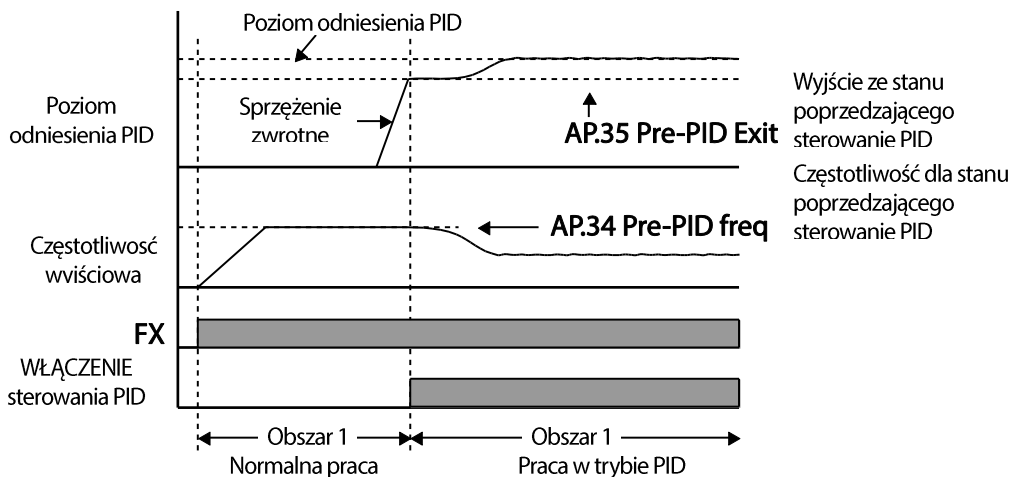 Poziom odniesienia PID
Poziom
odniesienia PID
Sprzężenie
zwrotne
AP.35 Pre-PID Exit
Wyjście ze stanu
poprzedzającego
sterowanie PID
Częstotliwość dla stanu
poprzedzającego
sterowanie PID
AP.34 Pre-PID freq
Częstotliwość
wyjściowa
FX
WŁĄCZENIE
sterowania PID
Obszar 1
Obszar 1
Normalna praca
Praca w trybie PID